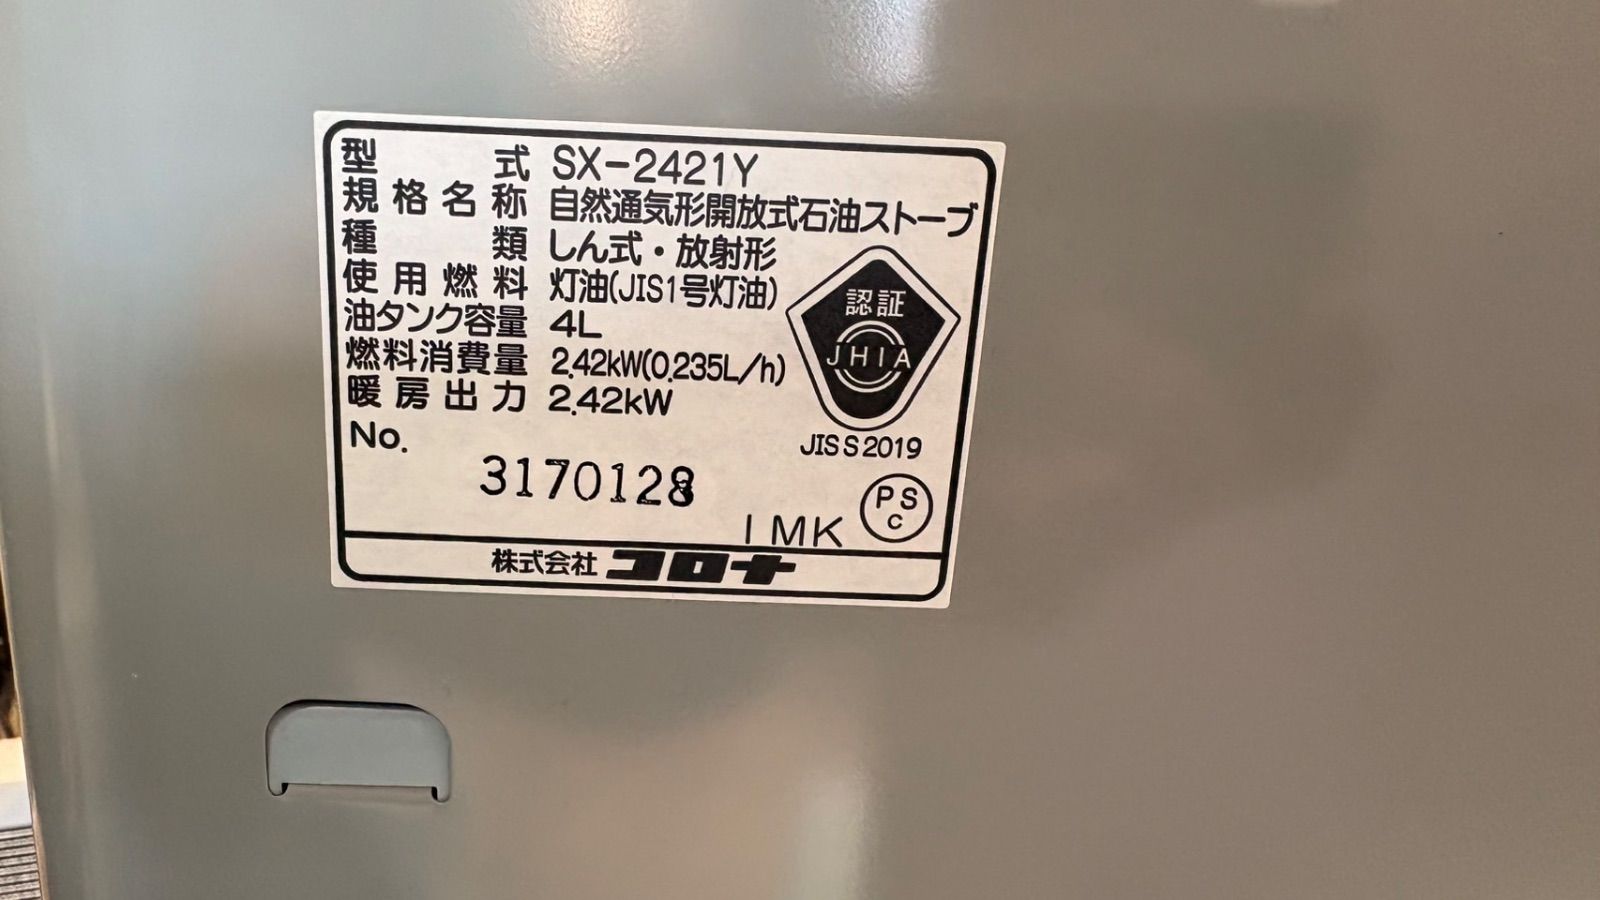 型式 SX-2421Y
規格名称 自然通気形開放式石油ストーブ
種類 しん式・放射形
使用燃料 灯油(JIS1号灯油)
油タンク容量 4L
燃料消費量 2.42kW(0.235L/h)
暖房出力 2.42kW
認証
JHIA
JIS S 2019
No.
3170128
PS
C
IMK
株式会社 コロナ